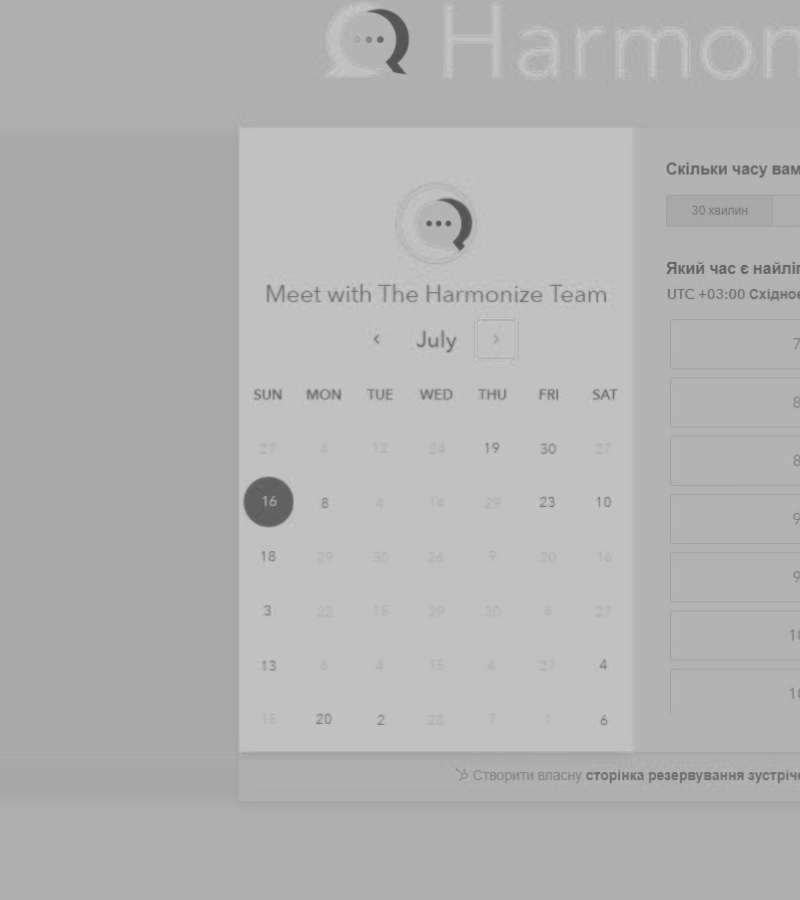 Harmon
Meet with The Harmonize Team
July
SUN MON TUE WED THU FRI SAT
27 4 12 24 19 30 27
16 8 4 14 29 23 10
18 29 30 26 9 20 16
3 22 15 29 30 8 27
13 6 4 15 4 27 4
15 20 2 28 7 1 6
Скільки часу вам
30 хвилин
Який час є найліп
UTC +03:00 Східноє
7
8
8
9
9
10
10
Створити власну сторінка резервування зустріче